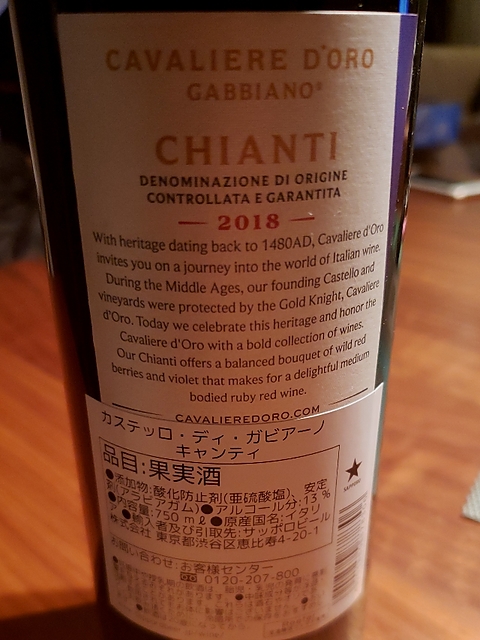 CAVALIERE D'ORO
GABBIANO®
CHIANTI
DENOMINAZIONE DI ORIGINE
CONTROLLATA E GARANTITA
2018
With heritage dating back to 1480AD, Cavaliere d'Oro
invites you on a journey into the world of Italian wine.
During the Middle Ages, our founding Castello and
vineyards were protected by the Gold Knight, Cavaliere
d'Oro. Today we celebrate this heritage and honor the
Cavaliere d'Oro with a bold collection of wines.
Our Chianti offers a balanced bouquet of wild red
berries and violet that makes for a delightful medium
bodied ruby red wine.
CAVALIEREDORO.COM
カステッロ・ディ・ガビアーノ
キャンティ
品目:果実酒
●添加物:酸化防止剤(亜硫酸塩)、安定
剤(アラビアガム)●アルコール分:13%
●内容量:750mℓ●原産国名:イタリ
ア●輸入者及び引取先:サッポロビール
株式会社 東京都渋谷区恵比寿4-20-1
お問い合わせ:お客様センター
0120-207-800
SAPPORO